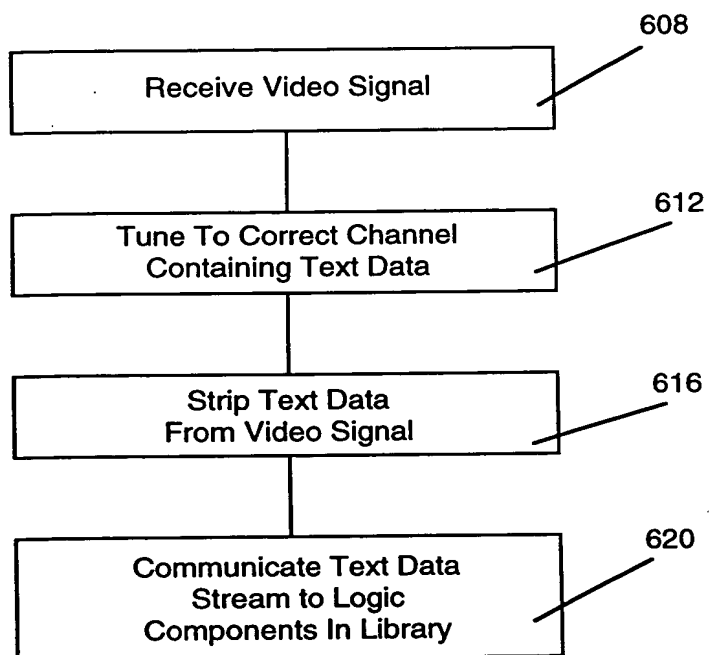 608
Receive Video Signal
612
Tune To Correct Channel
Containing Text Data
616
Strip Text Data
From Video Signal
620
Communicate Text Data
Stream to Logic
Components In Library